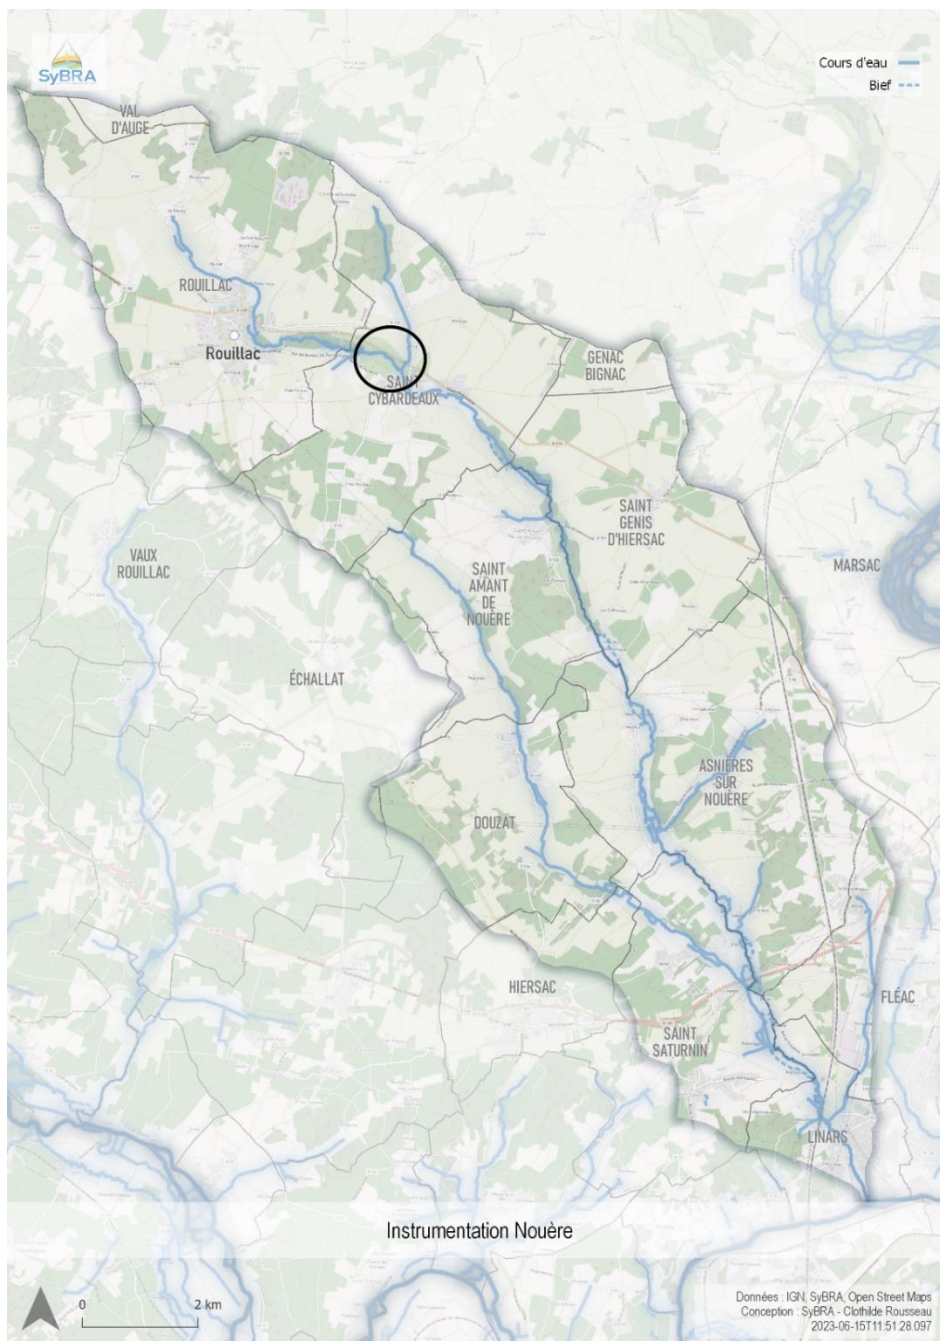 SyBRA
Cours d'eau
Bief
VAL
D'AUGE
ROUILLAC
Rouillac
SAINT
CYBARDEAUX
GENAC
BIGNAC
SAINT
GENIS
D'HIERSAC
VAUX
ROUILLAC
SAINT
AMANT
DE
NOUÈRE
MARSAC
ÉCHALLAT
ASNIÈRES
SUR
NOUÈRE
DOUZAT
HIERSAC
FLÉAC
SAINT
SATURNIN
LINARS
Instrumentation Nouère
0 2 km
Données : IGN, SyBRA, Open Street Maps
Conception : SyBRA - Clothilde Rousseau
2023-06-15T11:51:28.097